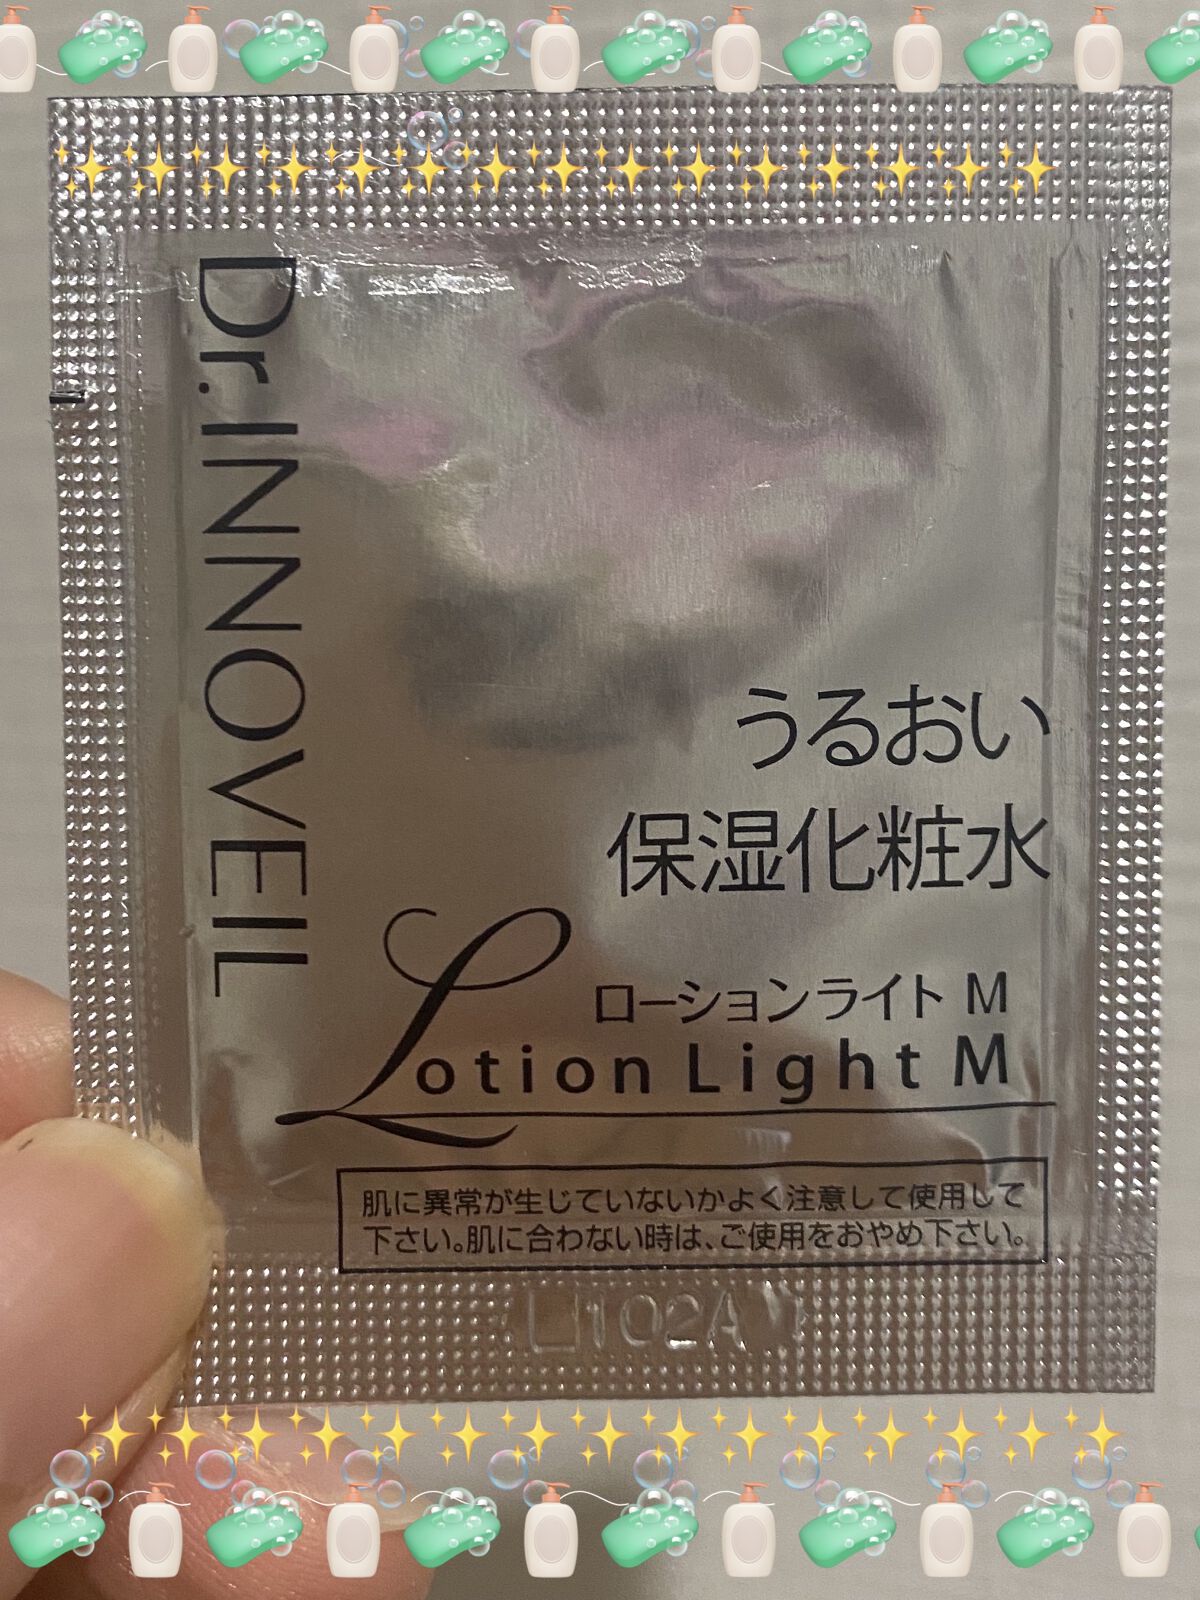 Dr.INNOVEIL
うるおい
保湿化粧水
ローションライト M
Lotion Light M
肌に異常が生じていないかよく注意して使用して
下さい。肌に合わない時は、ご使用をおやめ下さい。